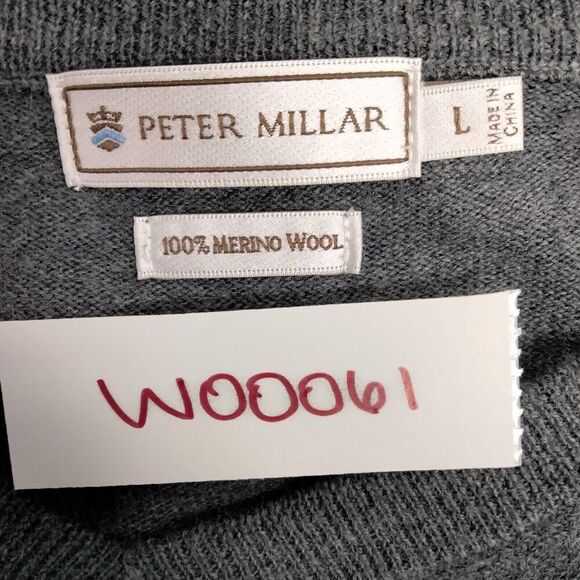 PETER MILLAR
L
MADE IN
CHINA
100% MERINO WOOL
W00061